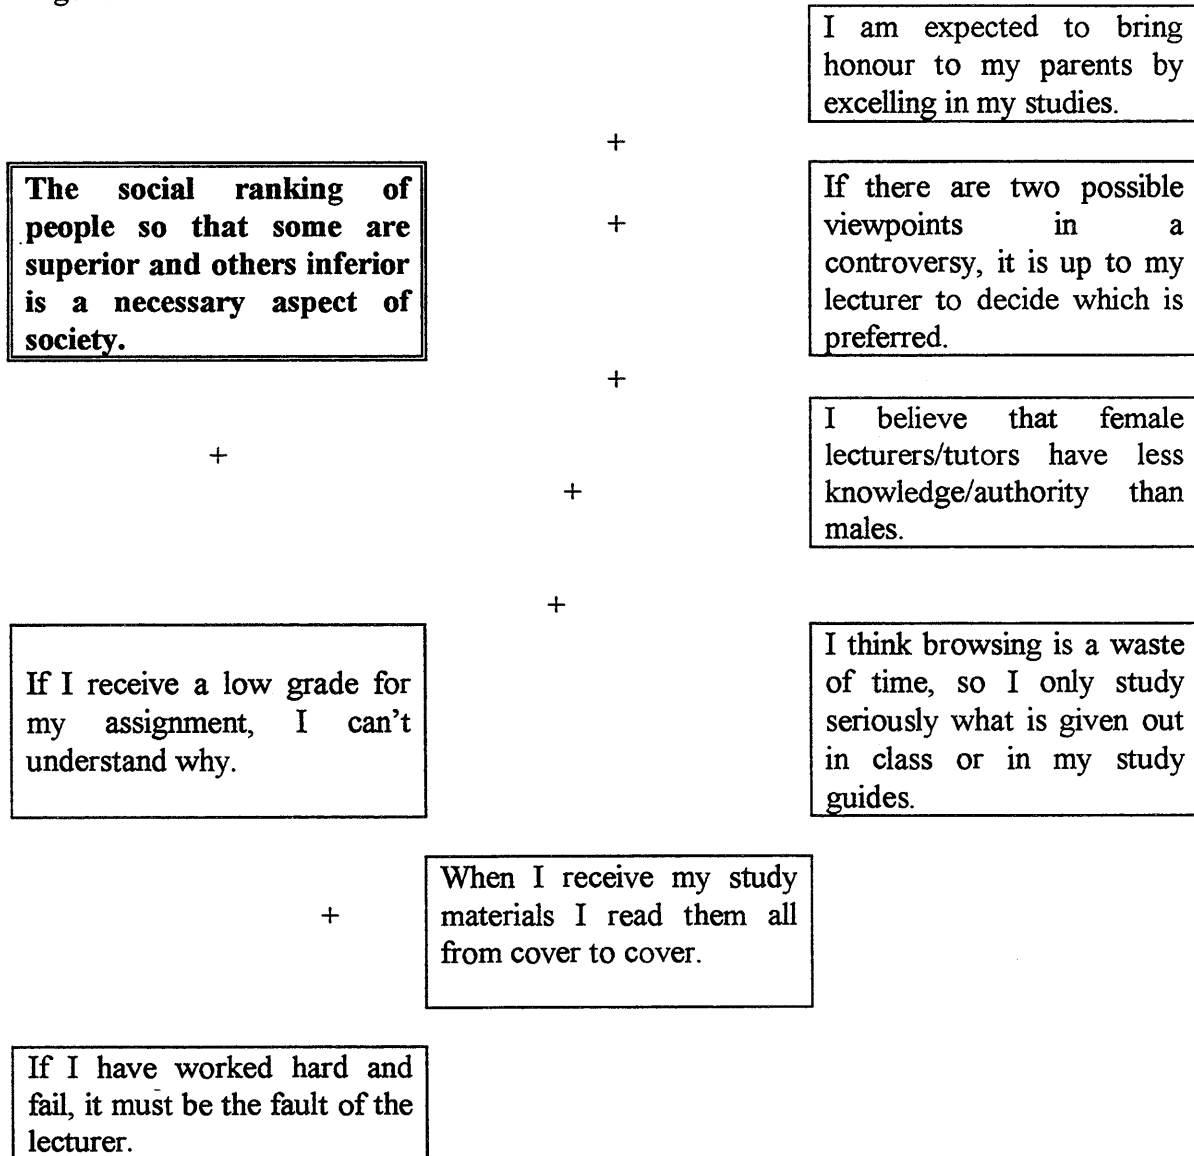 I am expected to bring
honour to my parents by
excelling in my studies.
+
The social ranking of
people so that some are
superior and others inferior
is a necessary aspect of
society.
+
If there are two possible
viewpoints in a
controversy, it is up to my
lecturer to decide which is
preferred.
+
I believe that female
lecturers/tutors have less
knowledge/authority than
males.
+
+
+
If I receive a low grade for
my assignment, I can't
understand why.
I think browsing is a waste
of time, so I only study
seriously what is given out
in class or in my study
guides.
+
When I receive my study
materials I read them all
from cover to cover.
If I have worked hard and
fail, it must be the fault of the
lecturer.